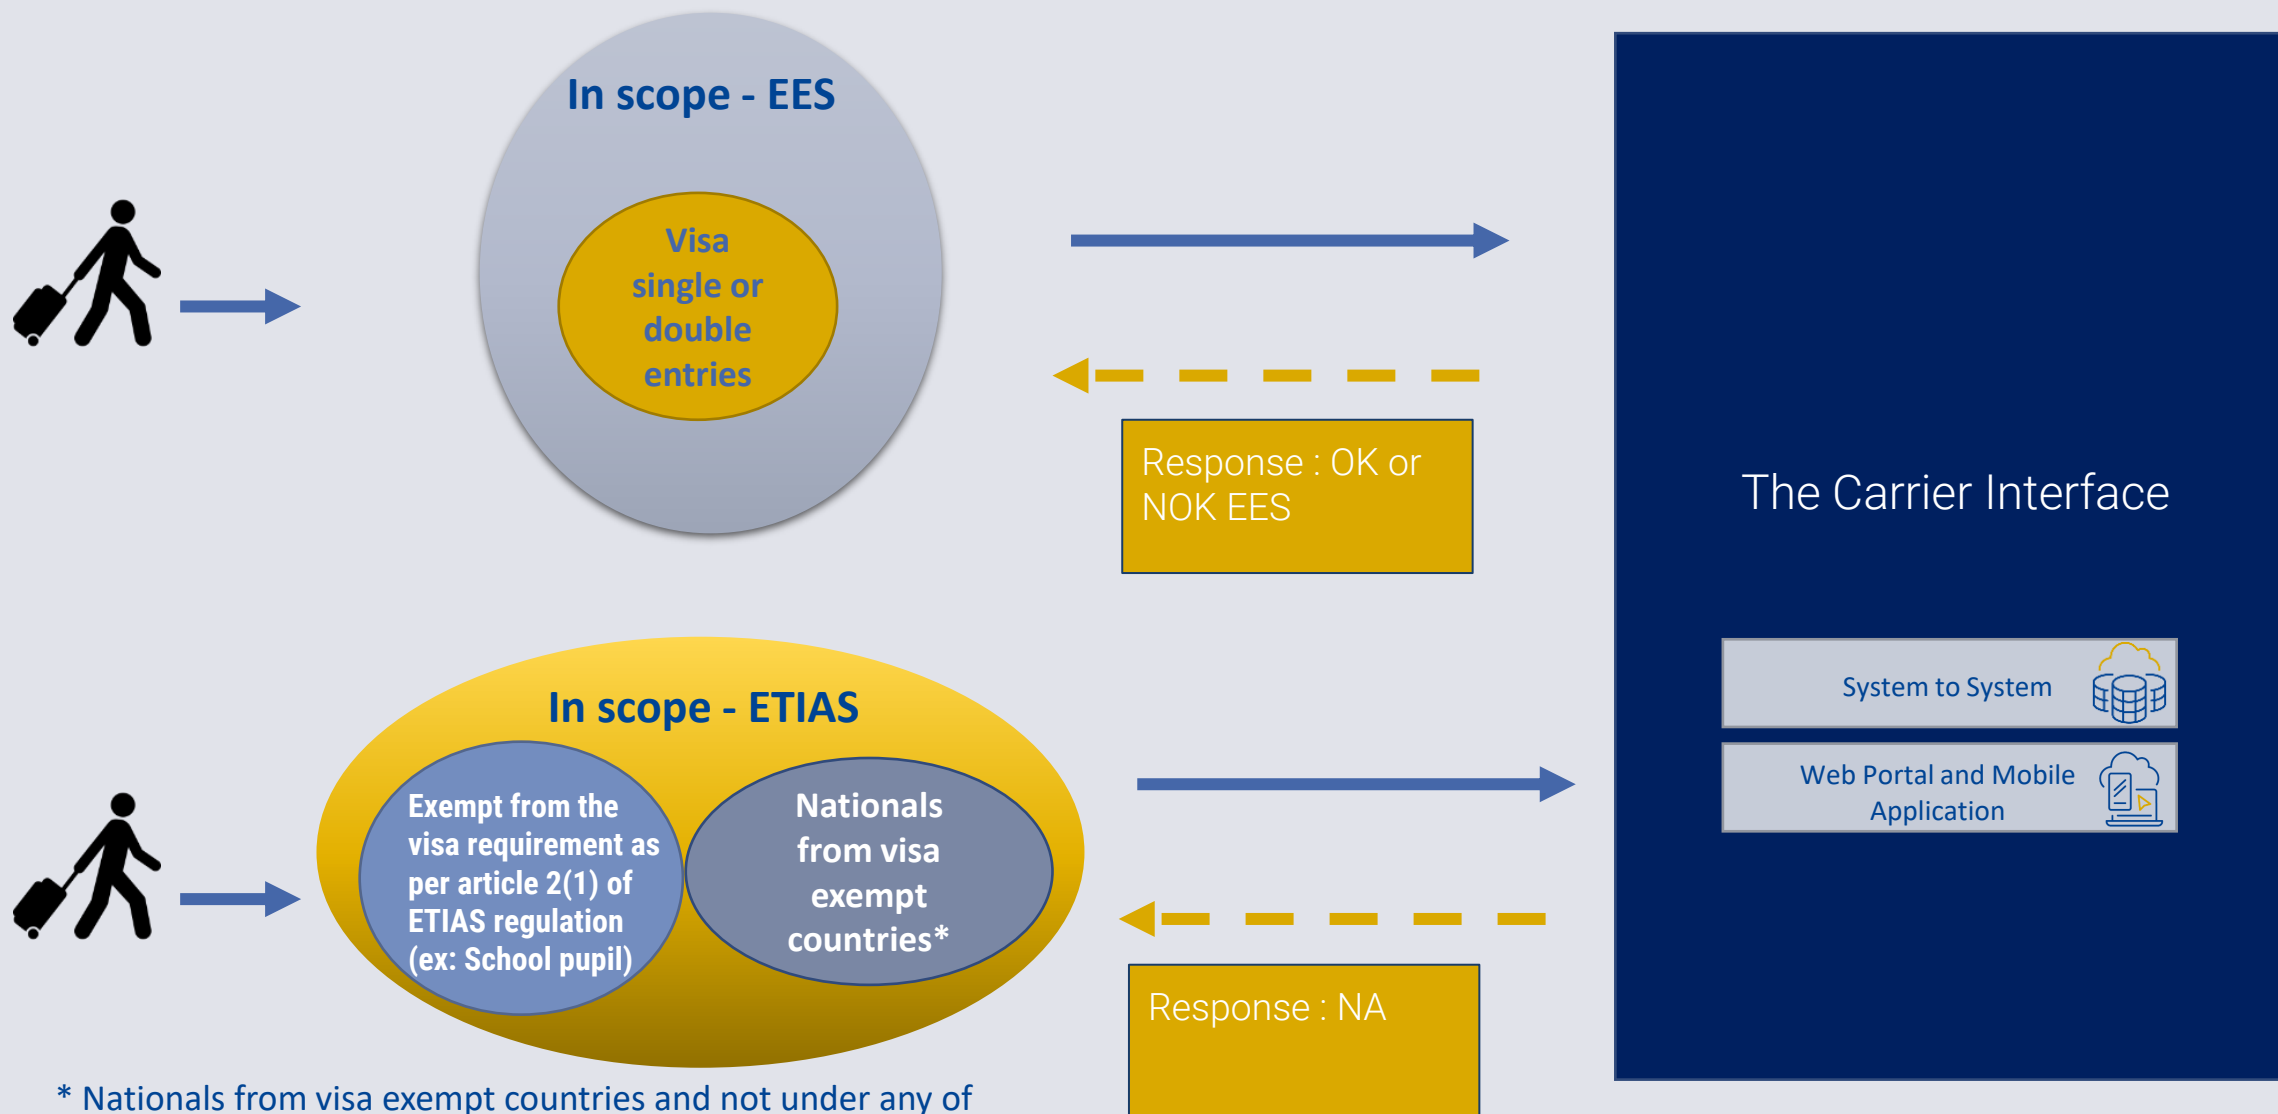 In scope - EES
Visa
single or
double
entries
Response : OK or
NOK EES
The Carrier Interface
System to System
Web Portal and Mobile
Application
In scope - ETIAS
Exempt from the
visa requirement as
per article 2(1) of
ETIAS regulation
(ex: School pupil)
Nationals
from visa
exempt
countries*
Response : NA
* Nationals from visa exempt countries and not under any of